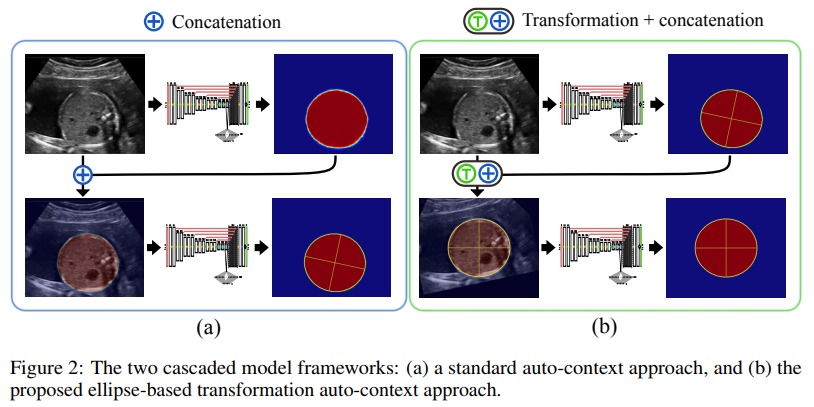 Concatenation
T Transformation + concatenation
T
(a)
(b)
Figure 2: The two cascaded model frameworks: (a) a standard auto-context approach, and (b) the
proposed ellipse-based transformation auto-context approach.